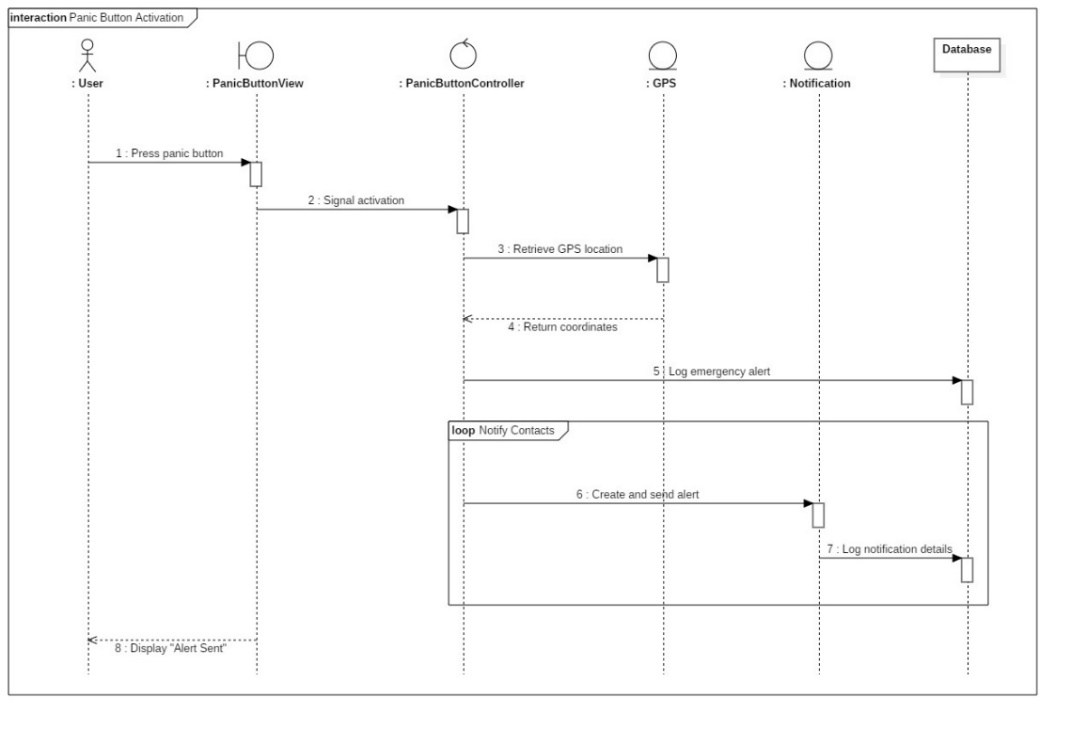 interaction Panic Button Activation
: User
: PanicButtonView
: PanicButtonController
: GPS
: Notification
Database
1 : Press panic button
2 : Signal activation
3 : Retrieve GPS location
4 : Return coordinates
5 : Log emergency alert
loop Notify Contacts
6 : Create and send alert
7 : Log notification details
8 : Display "Alert Sent"